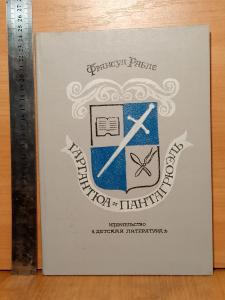 Франсуа Рабле
ГАРГАНТЮА и ПАНТАГРЮЭЛЬ
ИЗДАТЕЛЬСТВО
«ДЕТСКАЯ ЛИТЕРАТУРА»